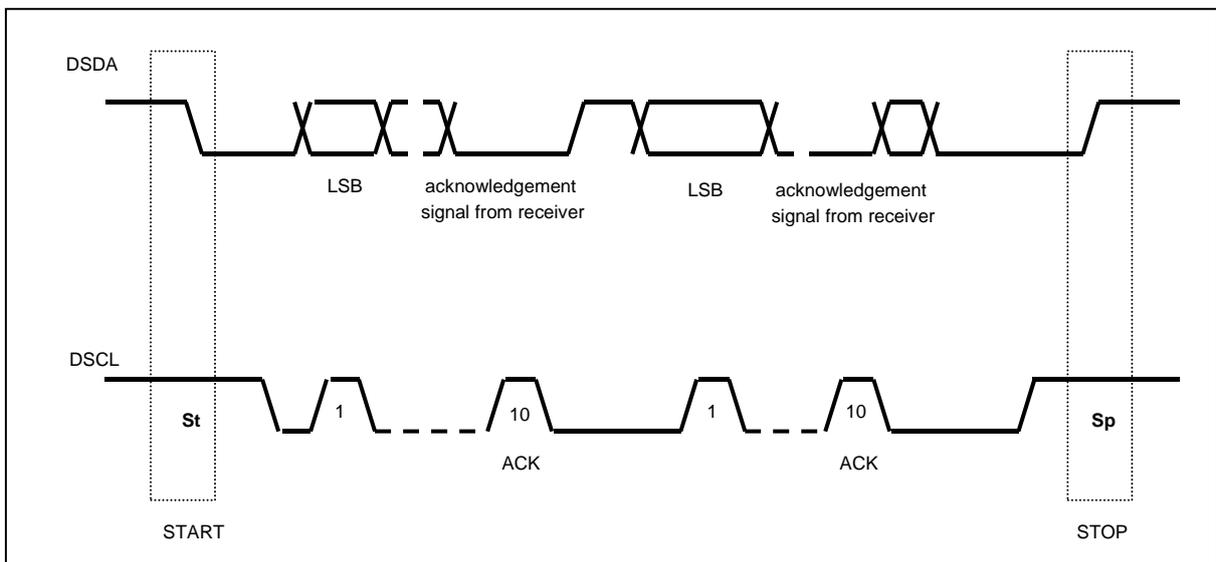 DSDA
LSB
acknowledgement
signal from receiver
LSB
acknowledgement
signal from receiver
DSCL
St
1
10
1
10
Sp
ACK
ACK
START
STOP